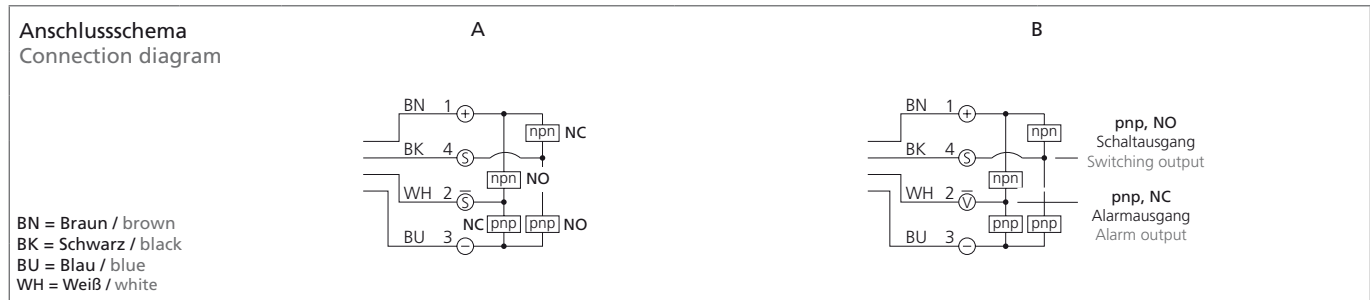 Anschlussschema
Connection diagram
A
BN 1 +
npn NC
BK 4 S
npn NO
WH 2 S̅
NC pnp pnp NO
BU 3 −
B
BN 1 +
npn
BK 4 S
npn
WH 2 V̅
pnp pnp
BU 3 −
pnp, NO
Schaltausgang
Switching output
pnp, NC
Alarmausgang
Alarm output
BN = Braun / brown
BK = Schwarz / black
BU = Blau / blue
WH = Weiß / white